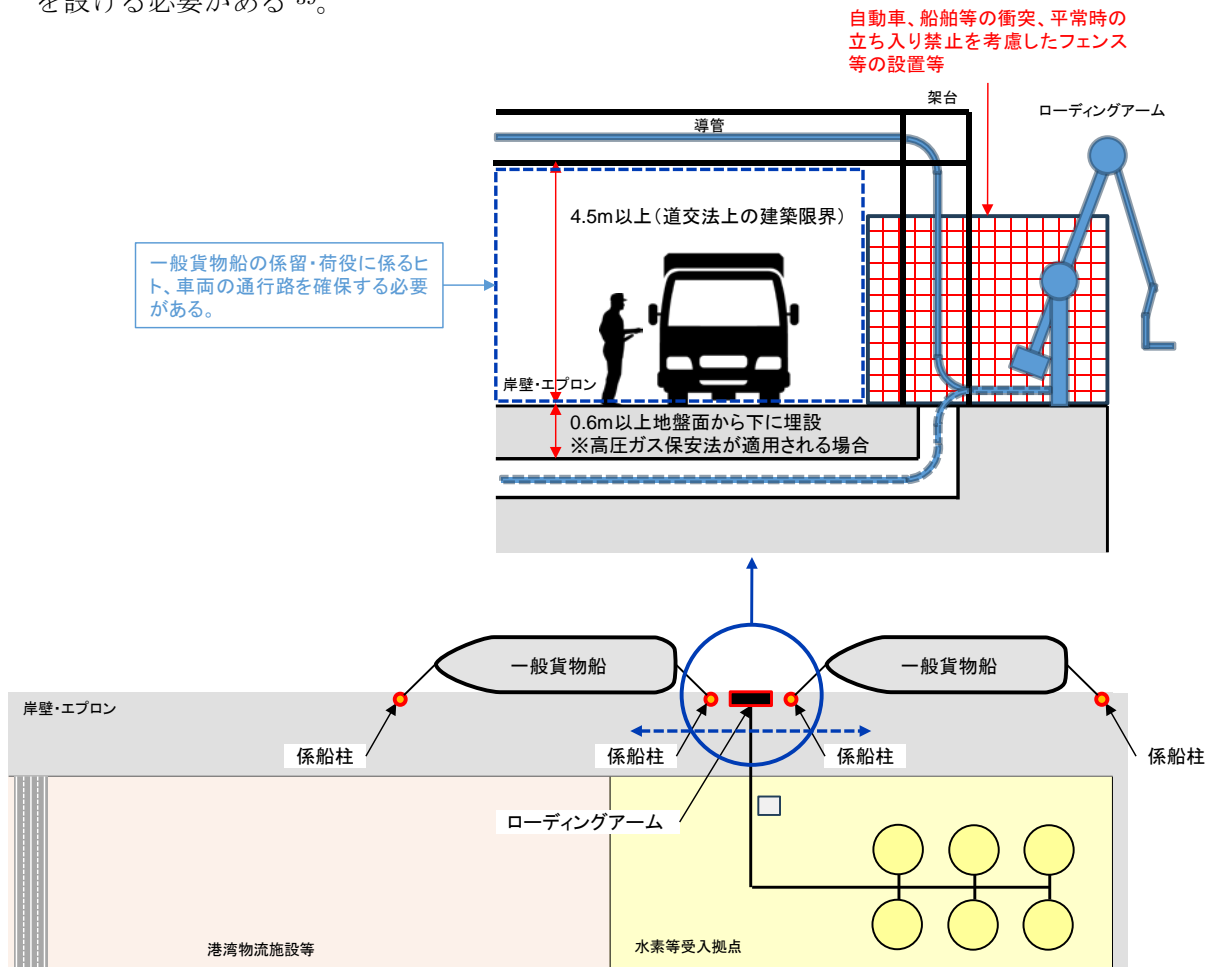 を設ける必要がある 39。
自動車、船舶等の衝突、平常時の
立ち入り禁止を考慮したフェンス
等の設置等
架台
ローディングアーム
導管
4.5m以上（道交法上の建築限界）
一般貨物船の係留・荷役に係るヒ
ト、車両の通行路を確保する必要
がある。
岸壁・エプロン
0.6m以上地盤面から下に埋設
※高圧ガス保安法が適用される場合
一般貨物船
一般貨物船
岸壁・エプロン
係船柱
係船柱
係船柱
係船柱
ローディングアーム
港湾物流施設等
水素等受入拠点